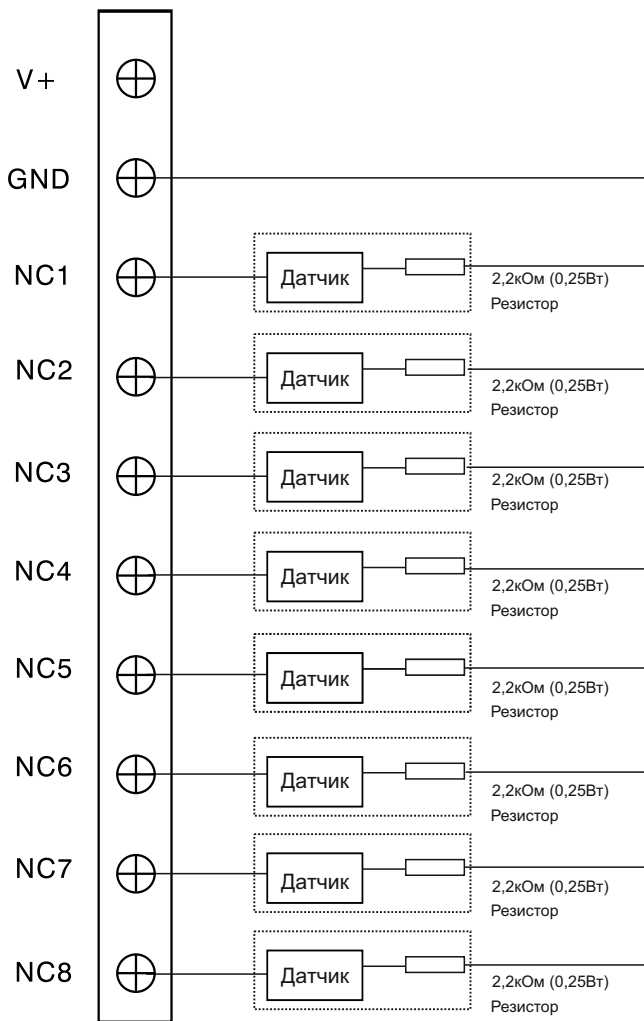 V+
GND
NC1
Датчик
2,2кОм (0,25Вт)
Резистор
NC2
Датчик
2,2кОм (0,25Вт)
Резистор
NC3
Датчик
2,2кОм (0,25Вт)
Резистор
NC4
Датчик
2,2кОм (0,25Вт)
Резистор
NC5
Датчик
2,2кОм (0,25Вт)
Резистор
NC6
Датчик
2,2кОм (0,25Вт)
Резистор
NC7
Датчик
2,2кОм (0,25Вт)
Резистор
NC8
Датчик
2,2кОм (0,25Вт)
Резистор